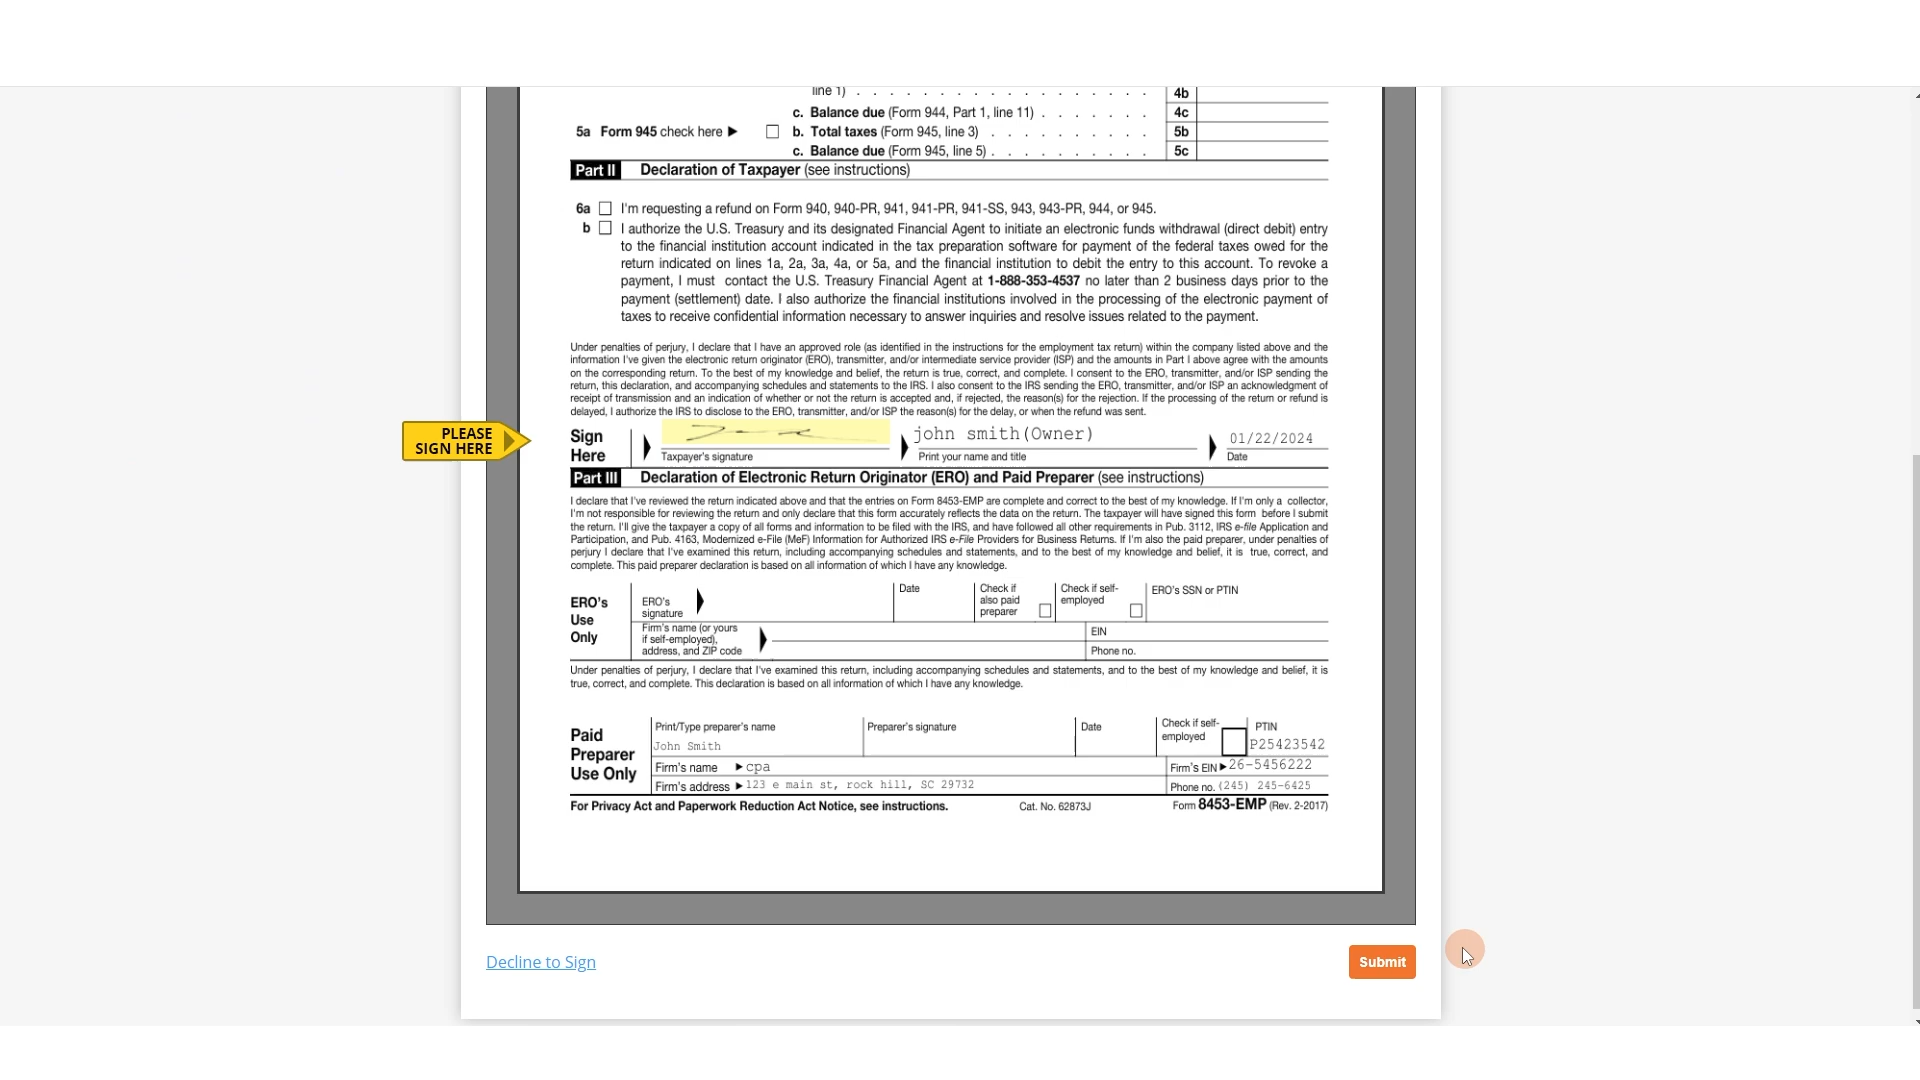 line 1) . . . . . . . . . . . . . . . . . . 4b
c. Balance due (Form 944, Part 1, line 11) . . . . . . . 4c
5a Form 945 check here ▶ ☐ b. Total taxes (Form 945, line 3) . . . . . . . . . . 5b
c. Balance due (Form 945, line 5) . . . . . . . . . . 5c
Part II Declaration of Taxpayer (see instructions)
6a ☐ I'm requesting a refund on Form 940, 940-PR, 941, 941-PR, 941-SS, 943, 943-PR, 944, or 945.
b ☐ I authorize the U.S. Treasury and its designated Financial Agent to initiate an electronic funds withdrawal (direct debit) entry
to the financial institution account indicated in the tax preparation software for payment of the federal taxes owed for the
return indicated on lines 1a, 2a, 3a, 4a, or 5a, and the financial institution to debit the entry to this account. To revoke a
payment, I must contact the U.S. Treasury Financial Agent at 1-888-353-4537 no later than 2 business days prior to the
payment (settlement) date. I also authorize the financial institutions involved in the processing of the electronic payment of
taxes to receive confidential information necessary to answer inquiries and resolve issues related to the payment.
Under penalties of perjury, I declare that I have an approved role (as identified in the instructions for the employment tax return) within the company listed above and the
information I've given the electronic return originator (ERO), transmitter, and/or intermediate service provider (ISP) and the amounts in Part I above agree with the amounts
on the corresponding return. To the best of my knowledge and belief, the return is true, correct, and complete. I consent to the ERO, transmitter, and/or ISP sending the
return, this declaration, and accompanying schedules and statements to the IRS. I also consent to the IRS sending the ERO, transmitter, and/or ISP an acknowledgment of
receipt of transmission and an indication of whether or not the return is accepted and, if rejected, the reason(s) for the rejection. If the processing of the return or refund is
delayed, I authorize the IRS to disclose to the ERO, transmitter, and/or ISP the reason(s) for the delay, or when the refund was sent.
PLEASE
SIGN HERE
Sign
Here
john smith(Owner)
01/22/2024
Taxpayer's signature
Print your name and title
Date
Part III Declaration of Electronic Return Originator (ERO) and Paid Preparer (see instructions)
I declare that I've reviewed the return indicated above and that the entries on Form 8453-EMP are complete and correct to the best of my knowledge. If I'm only a collector,
I'm not responsible for reviewing the return and only declare that this form accurately reflects the data on the return. The taxpayer will have signed this form before I submit
the return. I'll give the taxpayer a copy of all forms and information to be filed with the IRS, and have followed all other requirements in Pub. 3112, IRS e-file Application and
Participation, and Pub. 4163, Modernized e-File (MeF) Information for Authorized IRS e-File Providers for Business Returns. If I'm also the paid preparer, under penalties of
perjury I declare that I've examined this return, including accompanying schedules and statements, and to the best of my knowledge and belief, it is true, correct, and
complete. This paid preparer declaration is based on all information of which I have any knowledge.
ERO's
Use
Only
ERO's
signature
Date
Check if
also paid
preparer
Check if self-
employed
ERO's SSN or PTIN
Firm's name (or yours
if self-employed),
address, and ZIP code
EIN
Phone no.
Under penalties of perjury, I declare that I've examined this return, including accompanying schedules and statements, and to the best of my knowledge and belief, it is
true, correct, and complete. This declaration is based on all information of which I have any knowledge.
Paid
Preparer
Use Only
Print/Type preparer's name
John Smith
Preparer's signature
Date
Check if self-
employed
PTIN
P25423542
Firm's name ▶ cpa
Firm's EIN ▶ 26-5456222
Firm's address ▶ 123 e main st, rock hill, SC 29732
Phone no. (245) 245-6425
For Privacy Act and Paperwork Reduction Act Notice, see instructions. Cat. No. 62873J Form 8453-EMP (Rev. 2-2017)
Decline to Sign
Submit